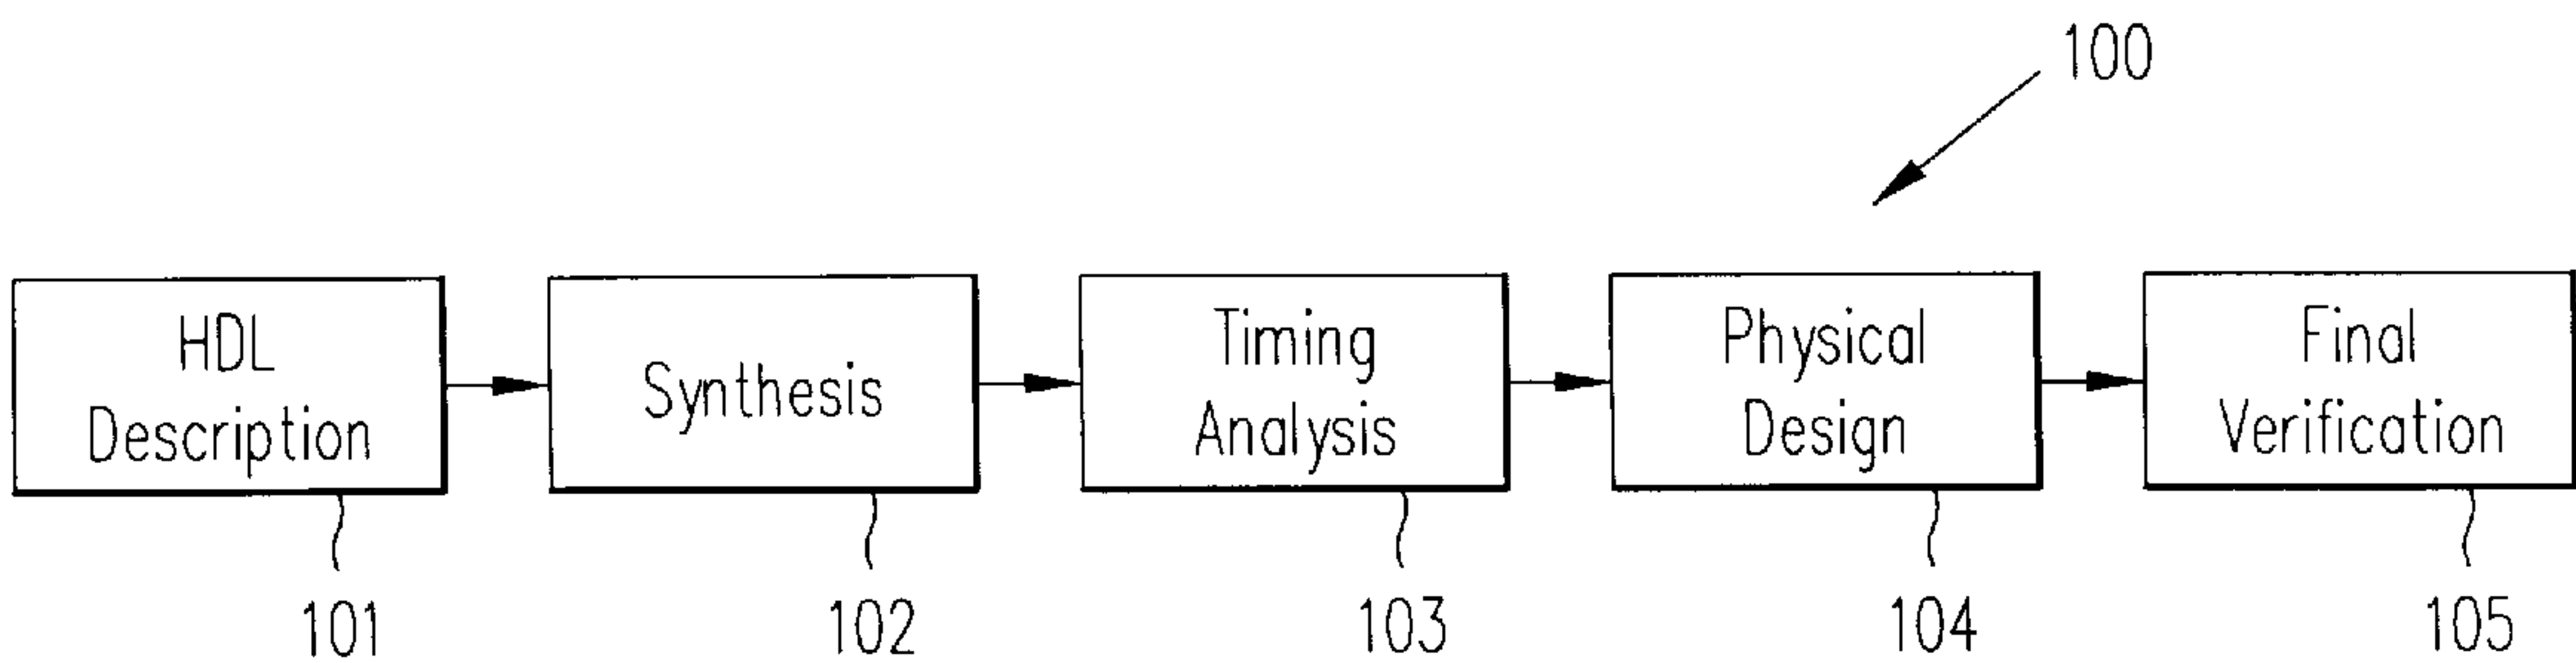 100
HDL
Description
Synthesis
Timing
Analysis
Physical
Design
Final
Verification
101
102
103
104
105